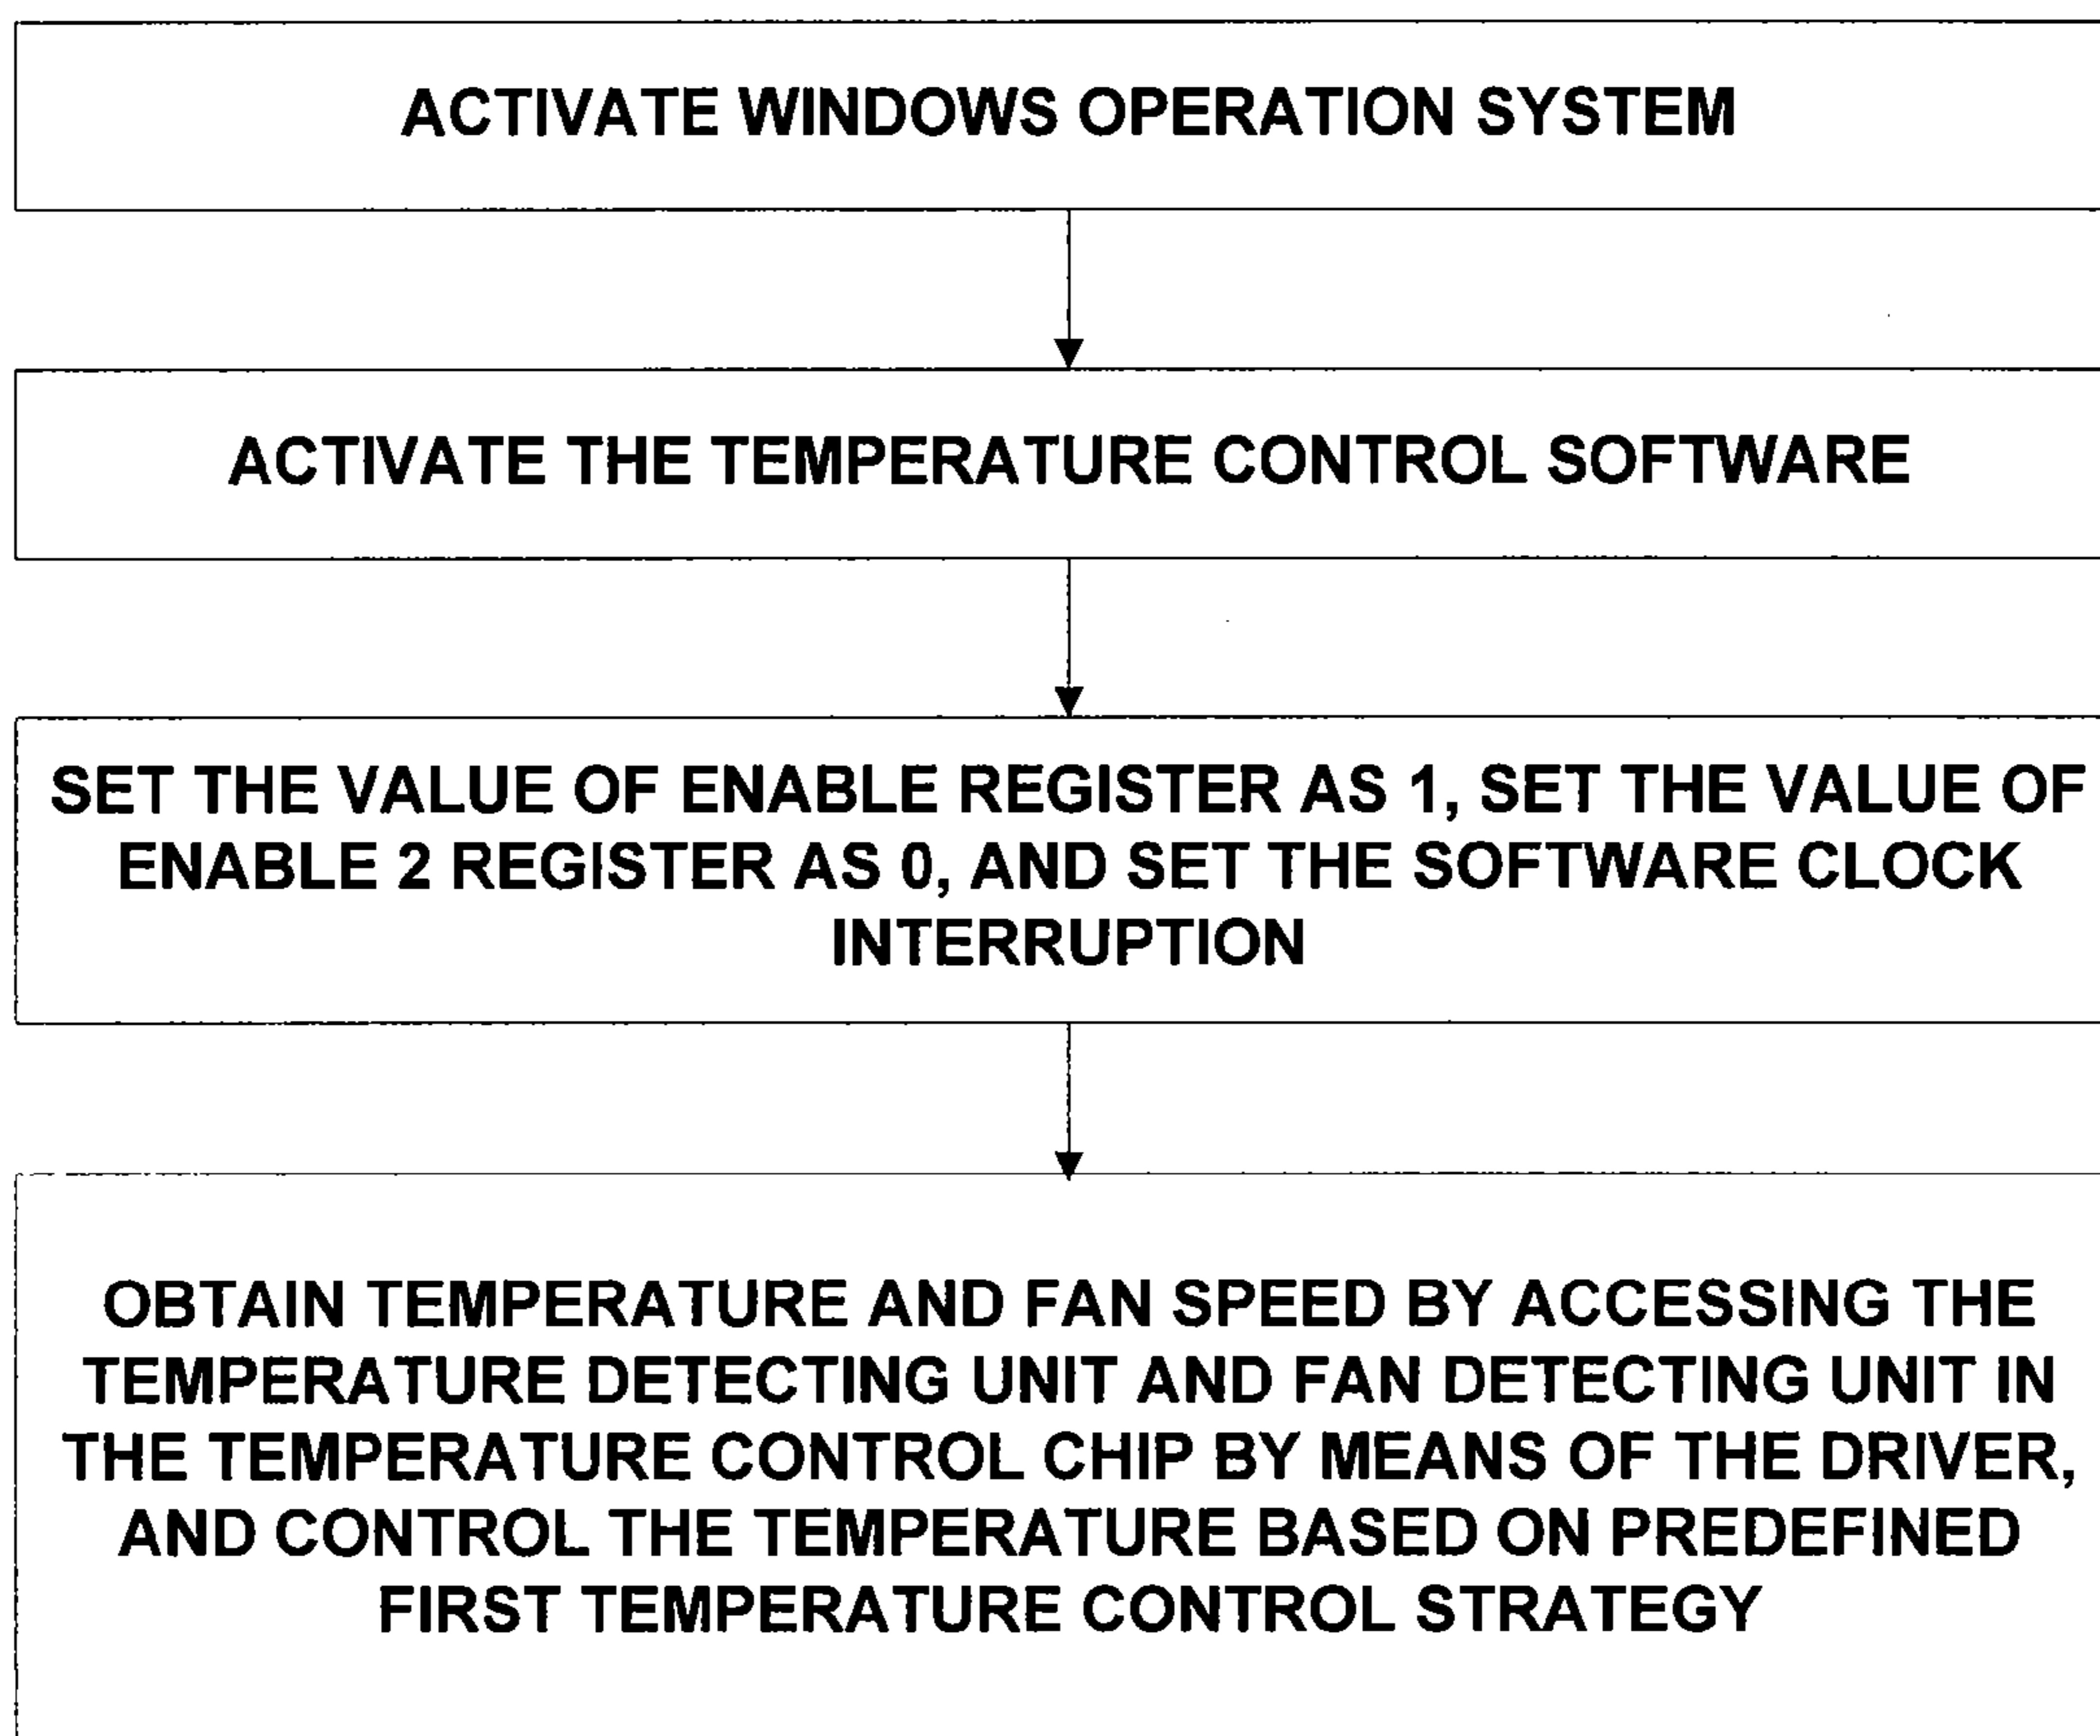 ACTIVATE WINDOWS OPERATION SYSTEM
ACTIVATE THE TEMPERATURE CONTROL SOFTWARE
SET THE VALUE OF ENABLE REGISTER AS 1, SET THE VALUE OF
ENABLE 2 REGISTER AS 0, AND SET THE SOFTWARE CLOCK
INTERRUPTION
OBTAIN TEMPERATURE AND FAN SPEED BY ACCESSING THE
TEMPERATURE DETECTING UNIT AND FAN DETECTING UNIT IN
THE TEMPERATURE CONTROL CHIP BY MEANS OF THE DRIVER,
AND CONTROL THE TEMPERATURE BASED ON PREDEFINED
FIRST TEMPERATURE CONTROL STRATEGY